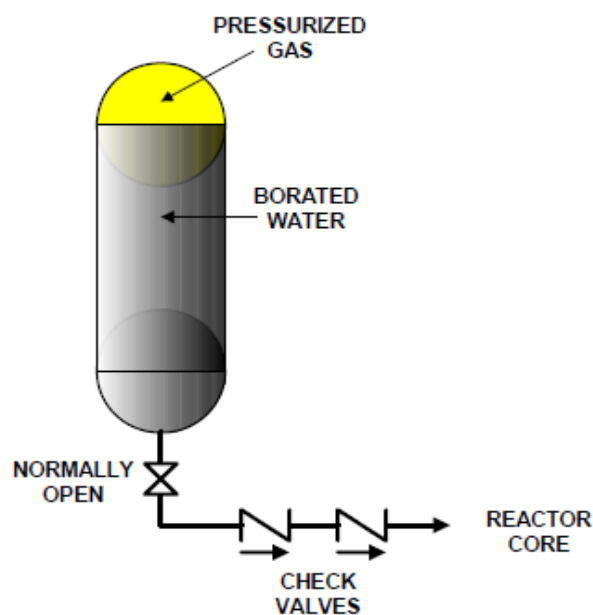 PRESSURIZED
GAS
BORATED
WATER
NORMALLY
OPEN
REACTOR
CORE
CHECK
VALVES